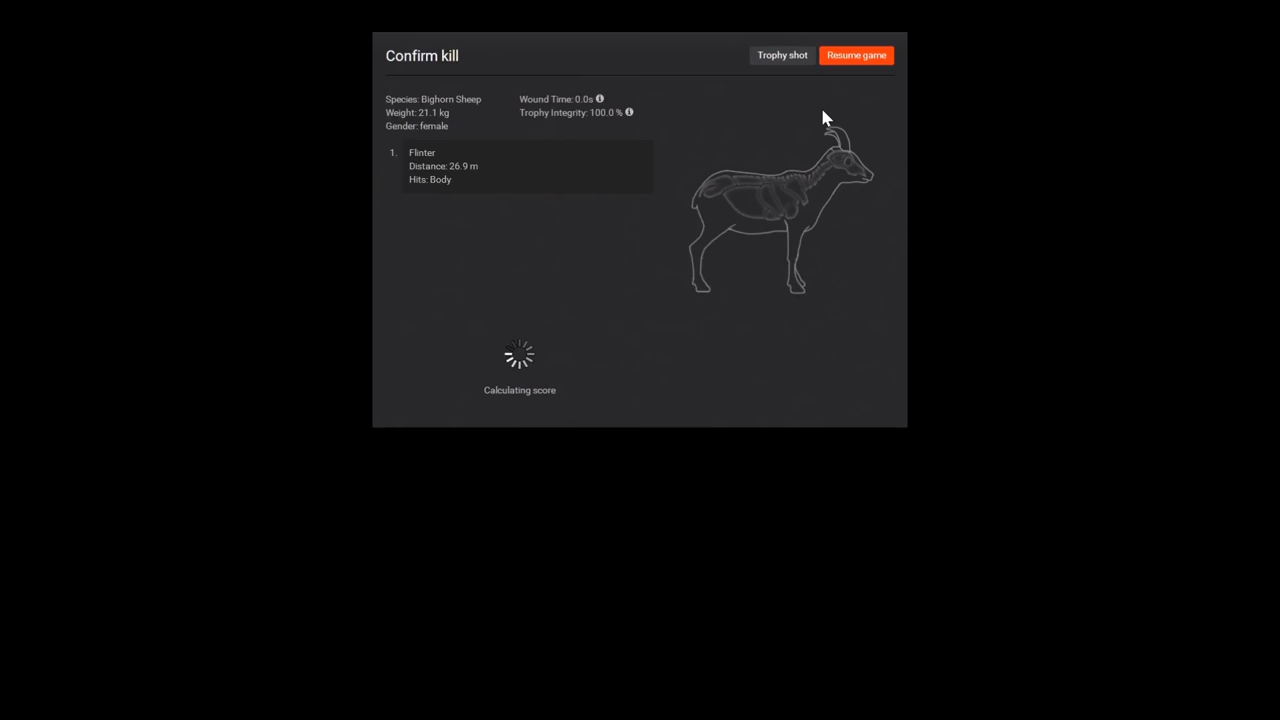 Confirm kill
Trophy shot
Resume game
Species: Bighorn Sheep
Weight: 21.1 kg
Gender: female
Wound Time: 0.0s
Trophy Integrity: 100.0 %
1. Flinter
Distance: 26.9 m
Hits: Body
Calculating score